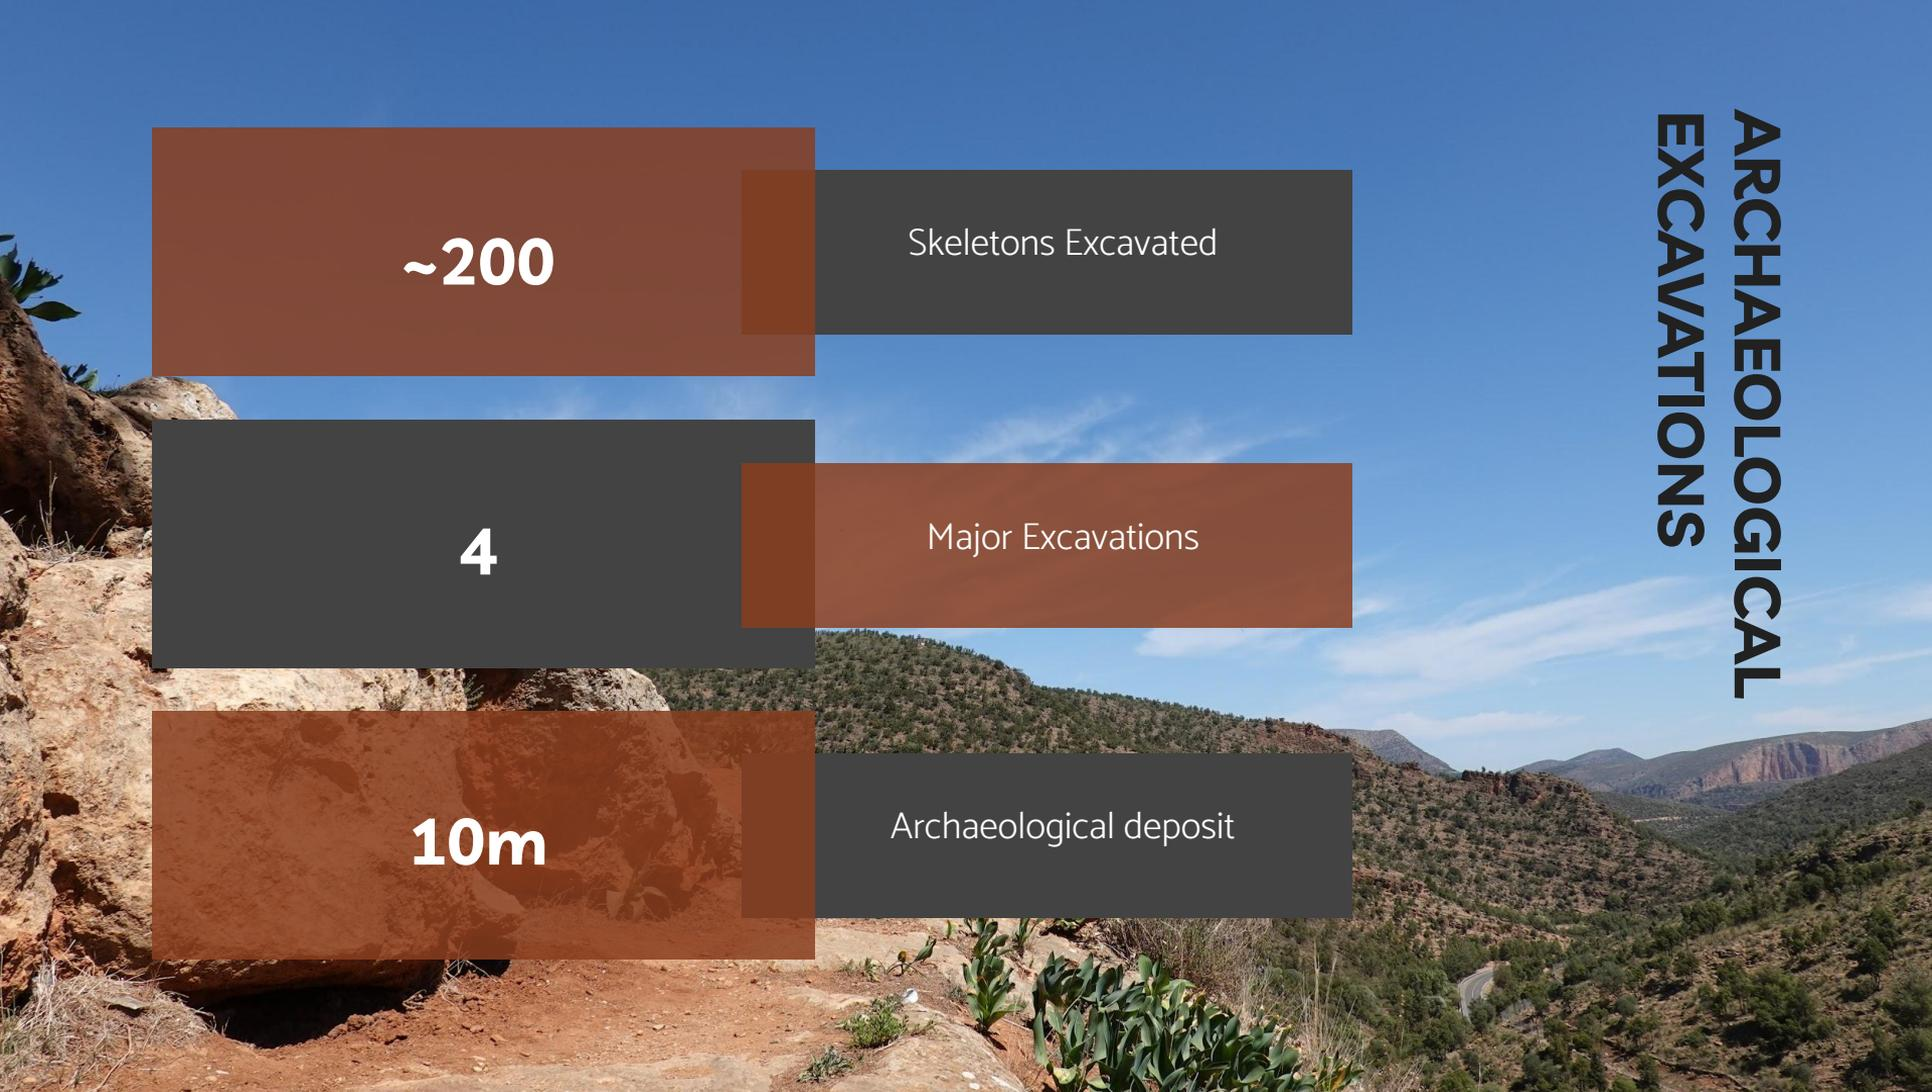 ARCHAEOLOGICAL
EXCAVATIONS
~200
Skeletons Excavated
4
Major Excavations
10m
Archaeological deposit